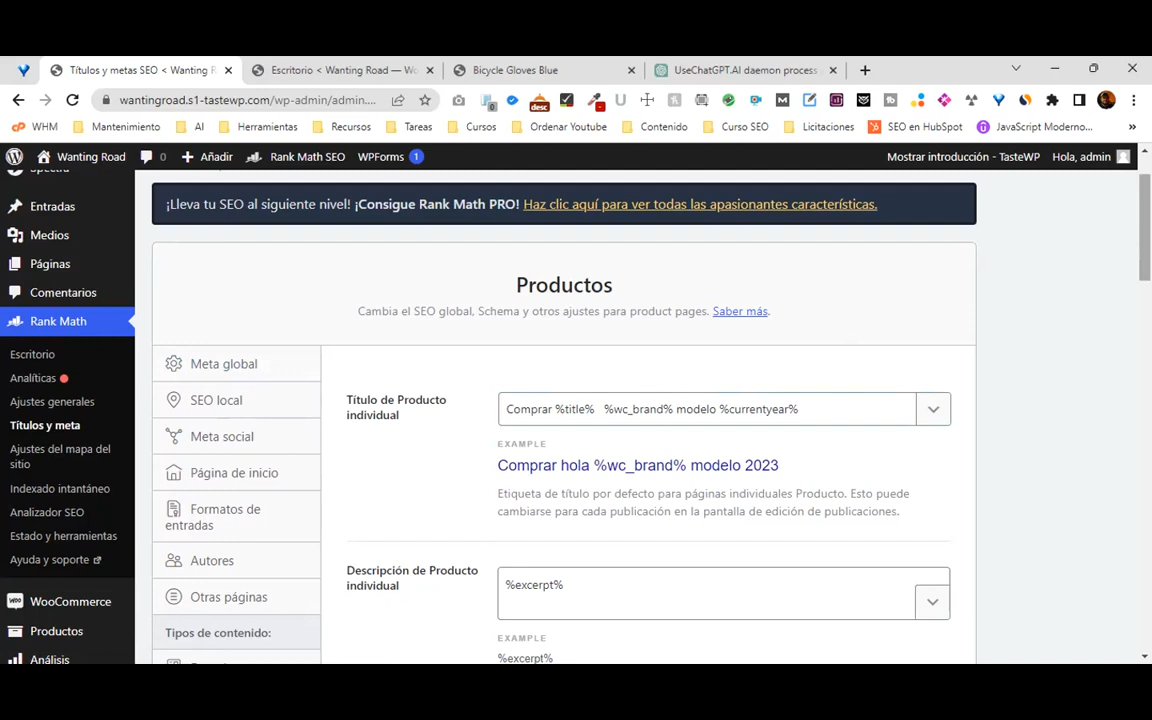 Títulos y metas SEO < Wanting R
Escritorio < Wanting Road — Wo
Bicycle Gloves Blue
UseChatGPT.AI daemon process
wantingroad.s1-tastewp.com/wp-admin/admin....
WHM
Mantenimiento
AI
Herramientas
Recursos
Tareas
Cursos
Ordenar Youtube
Contenido
Curso SEO
Licitaciones
SEO en HubSpot
JavaScript Moderno...
Wanting Road
0
Añadir
Rank Math SEO
WPForms 1
Mostrar introducción - TasteWP
Hola, admin
Spectra
Entradas
Medios
Páginas
Comentarios
Rank Math
Escritorio
Analíticas
Ajustes generales
Títulos y meta
Ajustes del mapa del
sitio
Indexado intantáneo
Analizador SEO
Estado y herramientas
Ayuda y soporte
WooCommerce
Productos
Análisis
¡Lleva tu SEO al siguiente nivel! ¡Consigue Rank Math PRO! Haz clic aquí para ver todas las apasionantes características.
Productos
Cambia el SEO global, Schema y otros ajustes para product pages. Saber más.
Meta global
SEO local
Meta social
Página de inicio
Formatos de
entradas
Autores
Otras páginas
Tipos de contenido:
Título de Producto
individual
Comprar %title% %wc_brand% modelo %currentyear%
EXAMPLE
Comprar hola %wc_brand% modelo 2023
Etiqueta de título por defecto para páginas individuales Producto. Esto puede
cambiarse para cada publicación en la pantalla de edición de publicaciones.
Descripción de Producto
individual
%excerpt%
EXAMPLE
%excerpt%